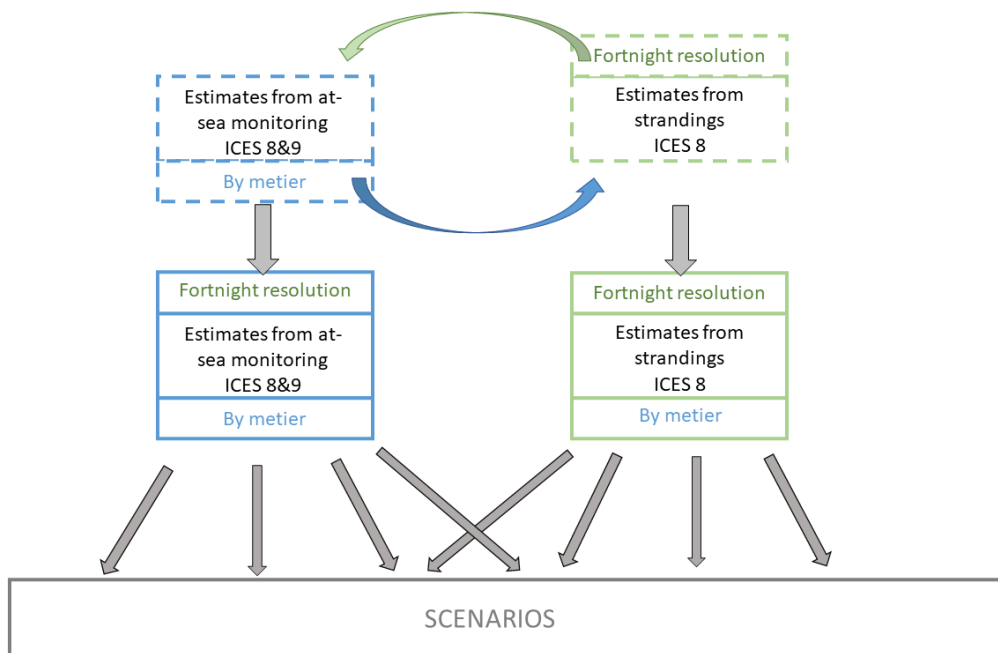 Fortnight resolution
Estimates from at-
sea monitoring
ICES 8&9
By metier
Estimates from
strandings
ICES 8
Fortnight resolution
Estimates from at-
sea monitoring
ICES 8&9
By metier
Fortnight resolution
Estimates from
strandings
ICES 8
By metier
SCENARIOS